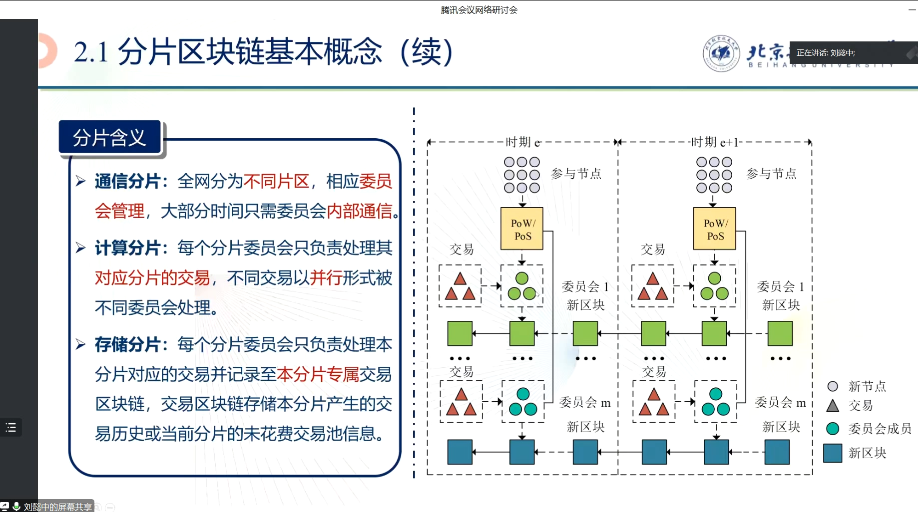 腾讯会议网络研讨会
2.1 分片区块链基本概念（续）
北京
BEIHANG UNIVERSITY
正在讲话: 刘懿中;
分片含义
➢ 通信分片：全网分为不同片区，相应委员
会管理，大部分时间只需委员会内部通信。
➢ 计算分片：每个分片委员会只负责处理其
对应分片的交易，不同交易以并行形式被
不同委员会处理。
➢ 存储分片：每个分片委员会只负责处理本
分片对应的交易并记录至本分片专属交易
区块链，交易区块链存储本分片产生的交
易历史或当前分片的未花费交易池信息。
时期 e
参与节点
PoW/
PoS
交易
委员会 1
新区块
交易
委员会 m
新区块
时期 e+1
参与节点
PoW/
PoS
交易
委员会 1
新区块
交易
委员会 m
新区块
新节点
交易
委员会成员
新区块
刘懿中的屏幕共享